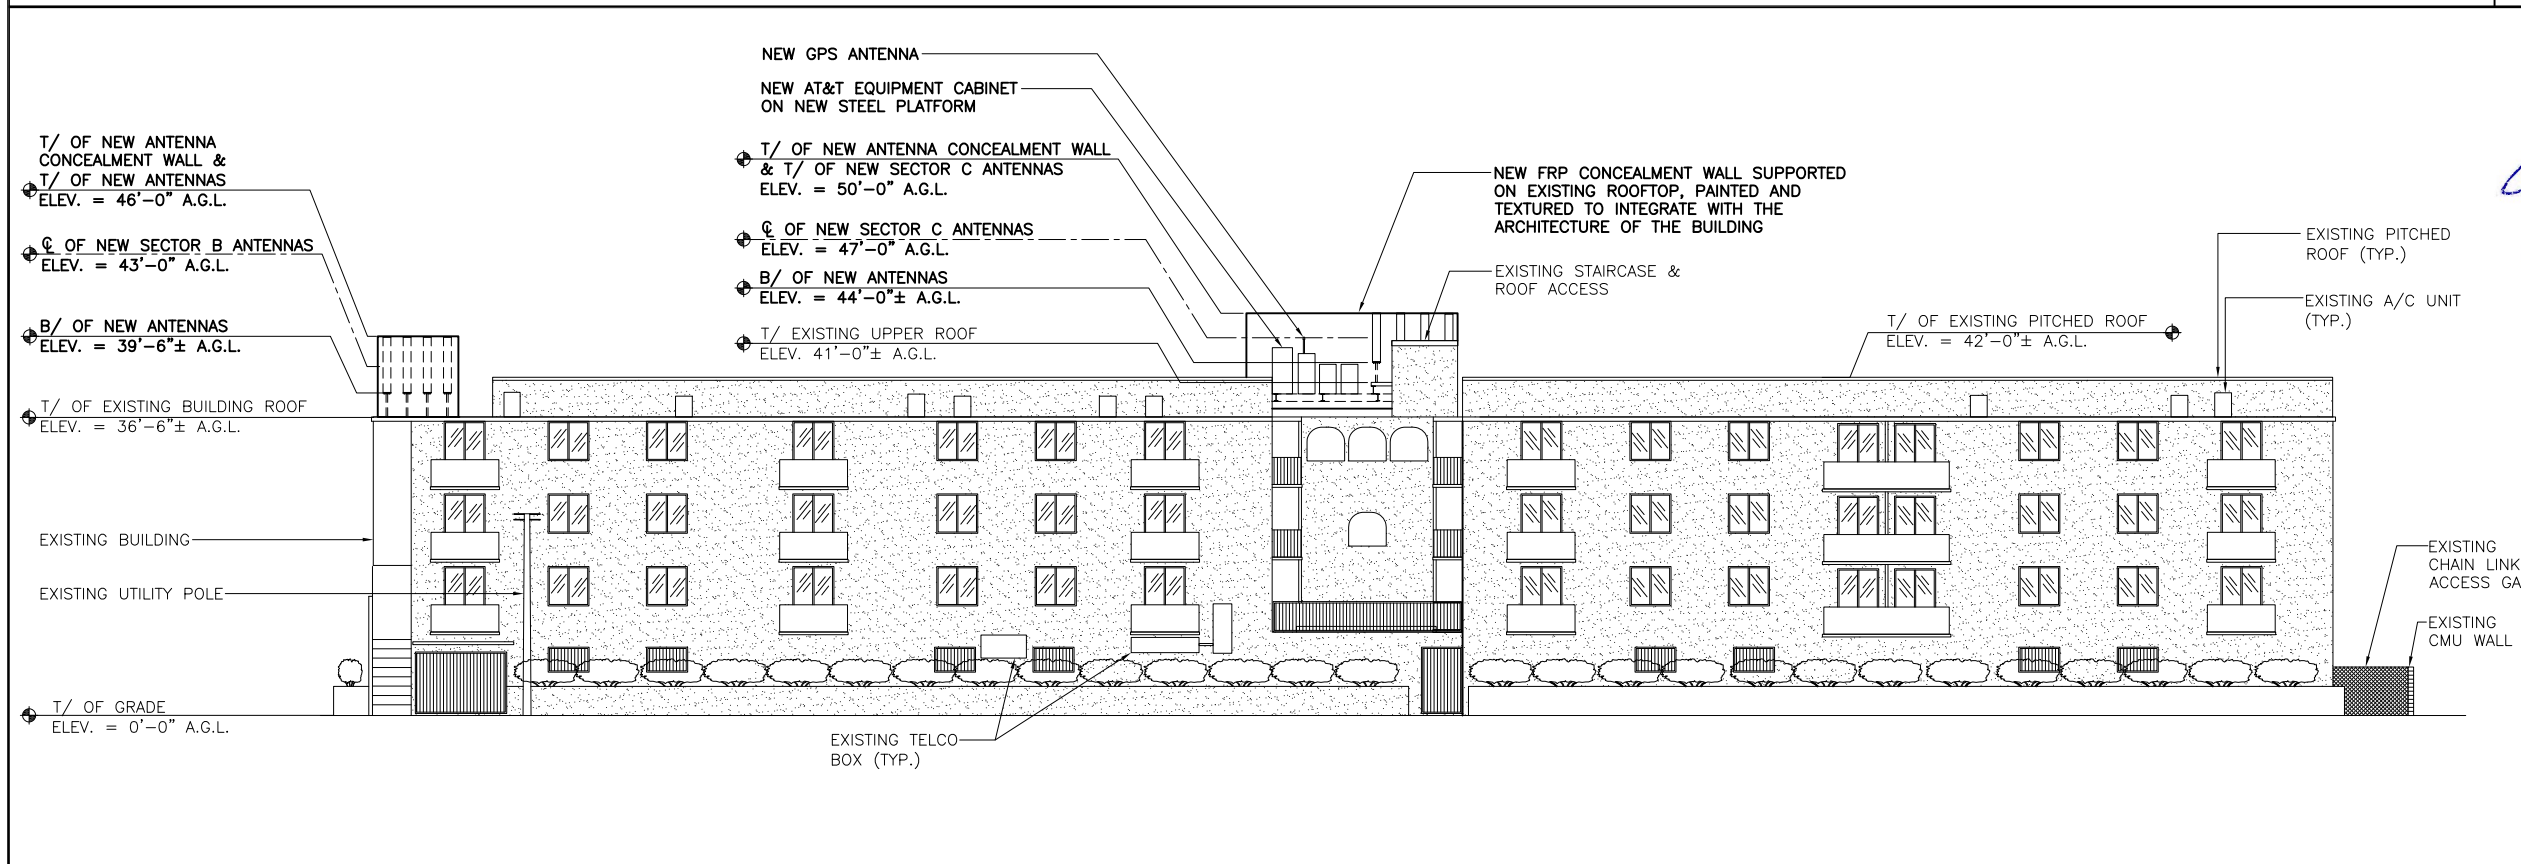 NEW GPS ANTENNA
NEW AT&T EQUIPMENT CABINET
ON NEW STEEL PLATFORM
T/ OF NEW ANTENNA
CONCEALMENT WALL &
T/ OF NEW ANTENNAS
ELEV. = 46'-0" A.G.L.
℄ OF NEW SECTOR B ANTENNAS
ELEV. = 43'-0" A.G.L.
B/ OF NEW ANTENNAS
ELEV. = 39'-6"± A.G.L.
T/ OF EXISTING BUILDING ROOF
ELEV. = 36'-6"± A.G.L.
EXISTING BUILDING
EXISTING UTILITY POLE
T/ OF GRADE
ELEV. = 0'-0" A.G.L.
T/ OF NEW ANTENNA CONCEALMENT WALL
& T/ OF NEW SECTOR C ANTENNAS
ELEV. = 50'-0" A.G.L.
℄ OF NEW SECTOR C ANTENNAS
ELEV. = 47'-0" A.G.L.
B/ OF NEW ANTENNAS
ELEV. = 44'-0"± A.G.L.
T/ EXISTING UPPER ROOF
ELEV. 41'-0"± A.G.L.
NEW FRP CONCEALMENT WALL SUPPORTED
ON EXISTING ROOFTOP, PAINTED AND
TEXTURED TO INTEGRATE WITH THE
ARCHITECTURE OF THE BUILDING
EXISTING STAIRCASE &
ROOF ACCESS
T/ OF EXISTING PITCHED ROOF
ELEV. = 42'-0"± A.G.L.
EXISTING PITCHED
ROOF (TYP.)
EXISTING A/C UNIT
(TYP.)
EXISTING
CHAIN LINK
ACCESS GA
EXISTING
CMU WALL
EXISTING TELCO
BOX (TYP.)